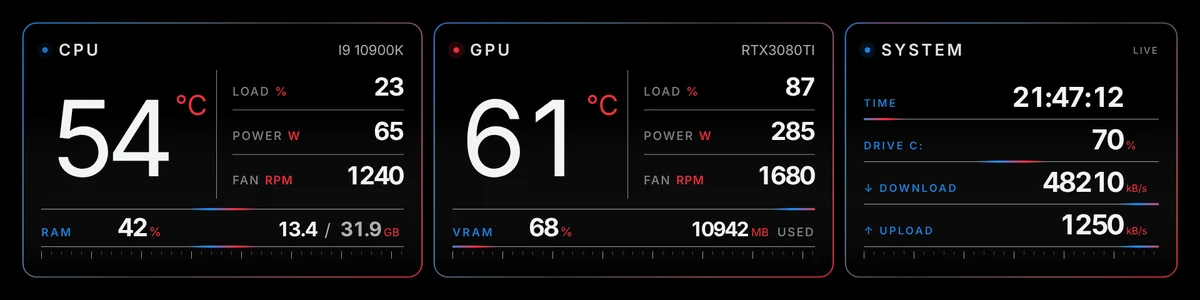 CPU I9 10900K
54 °C
LOAD % 23
POWER W 65
FAN RPM 1240
RAM 42 % 13.4 / 31.9 GB
GPU RTX3080TI
61 °C
LOAD % 87
POWER W 285
FAN RPM 1680
VRAM 68 % 10942 MB USED
SYSTEM LIVE
TIME 21:47:12
DRIVE C: 70 %
↓ DOWNLOAD 48210 kB/s
↑ UPLOAD 1250 kB/s